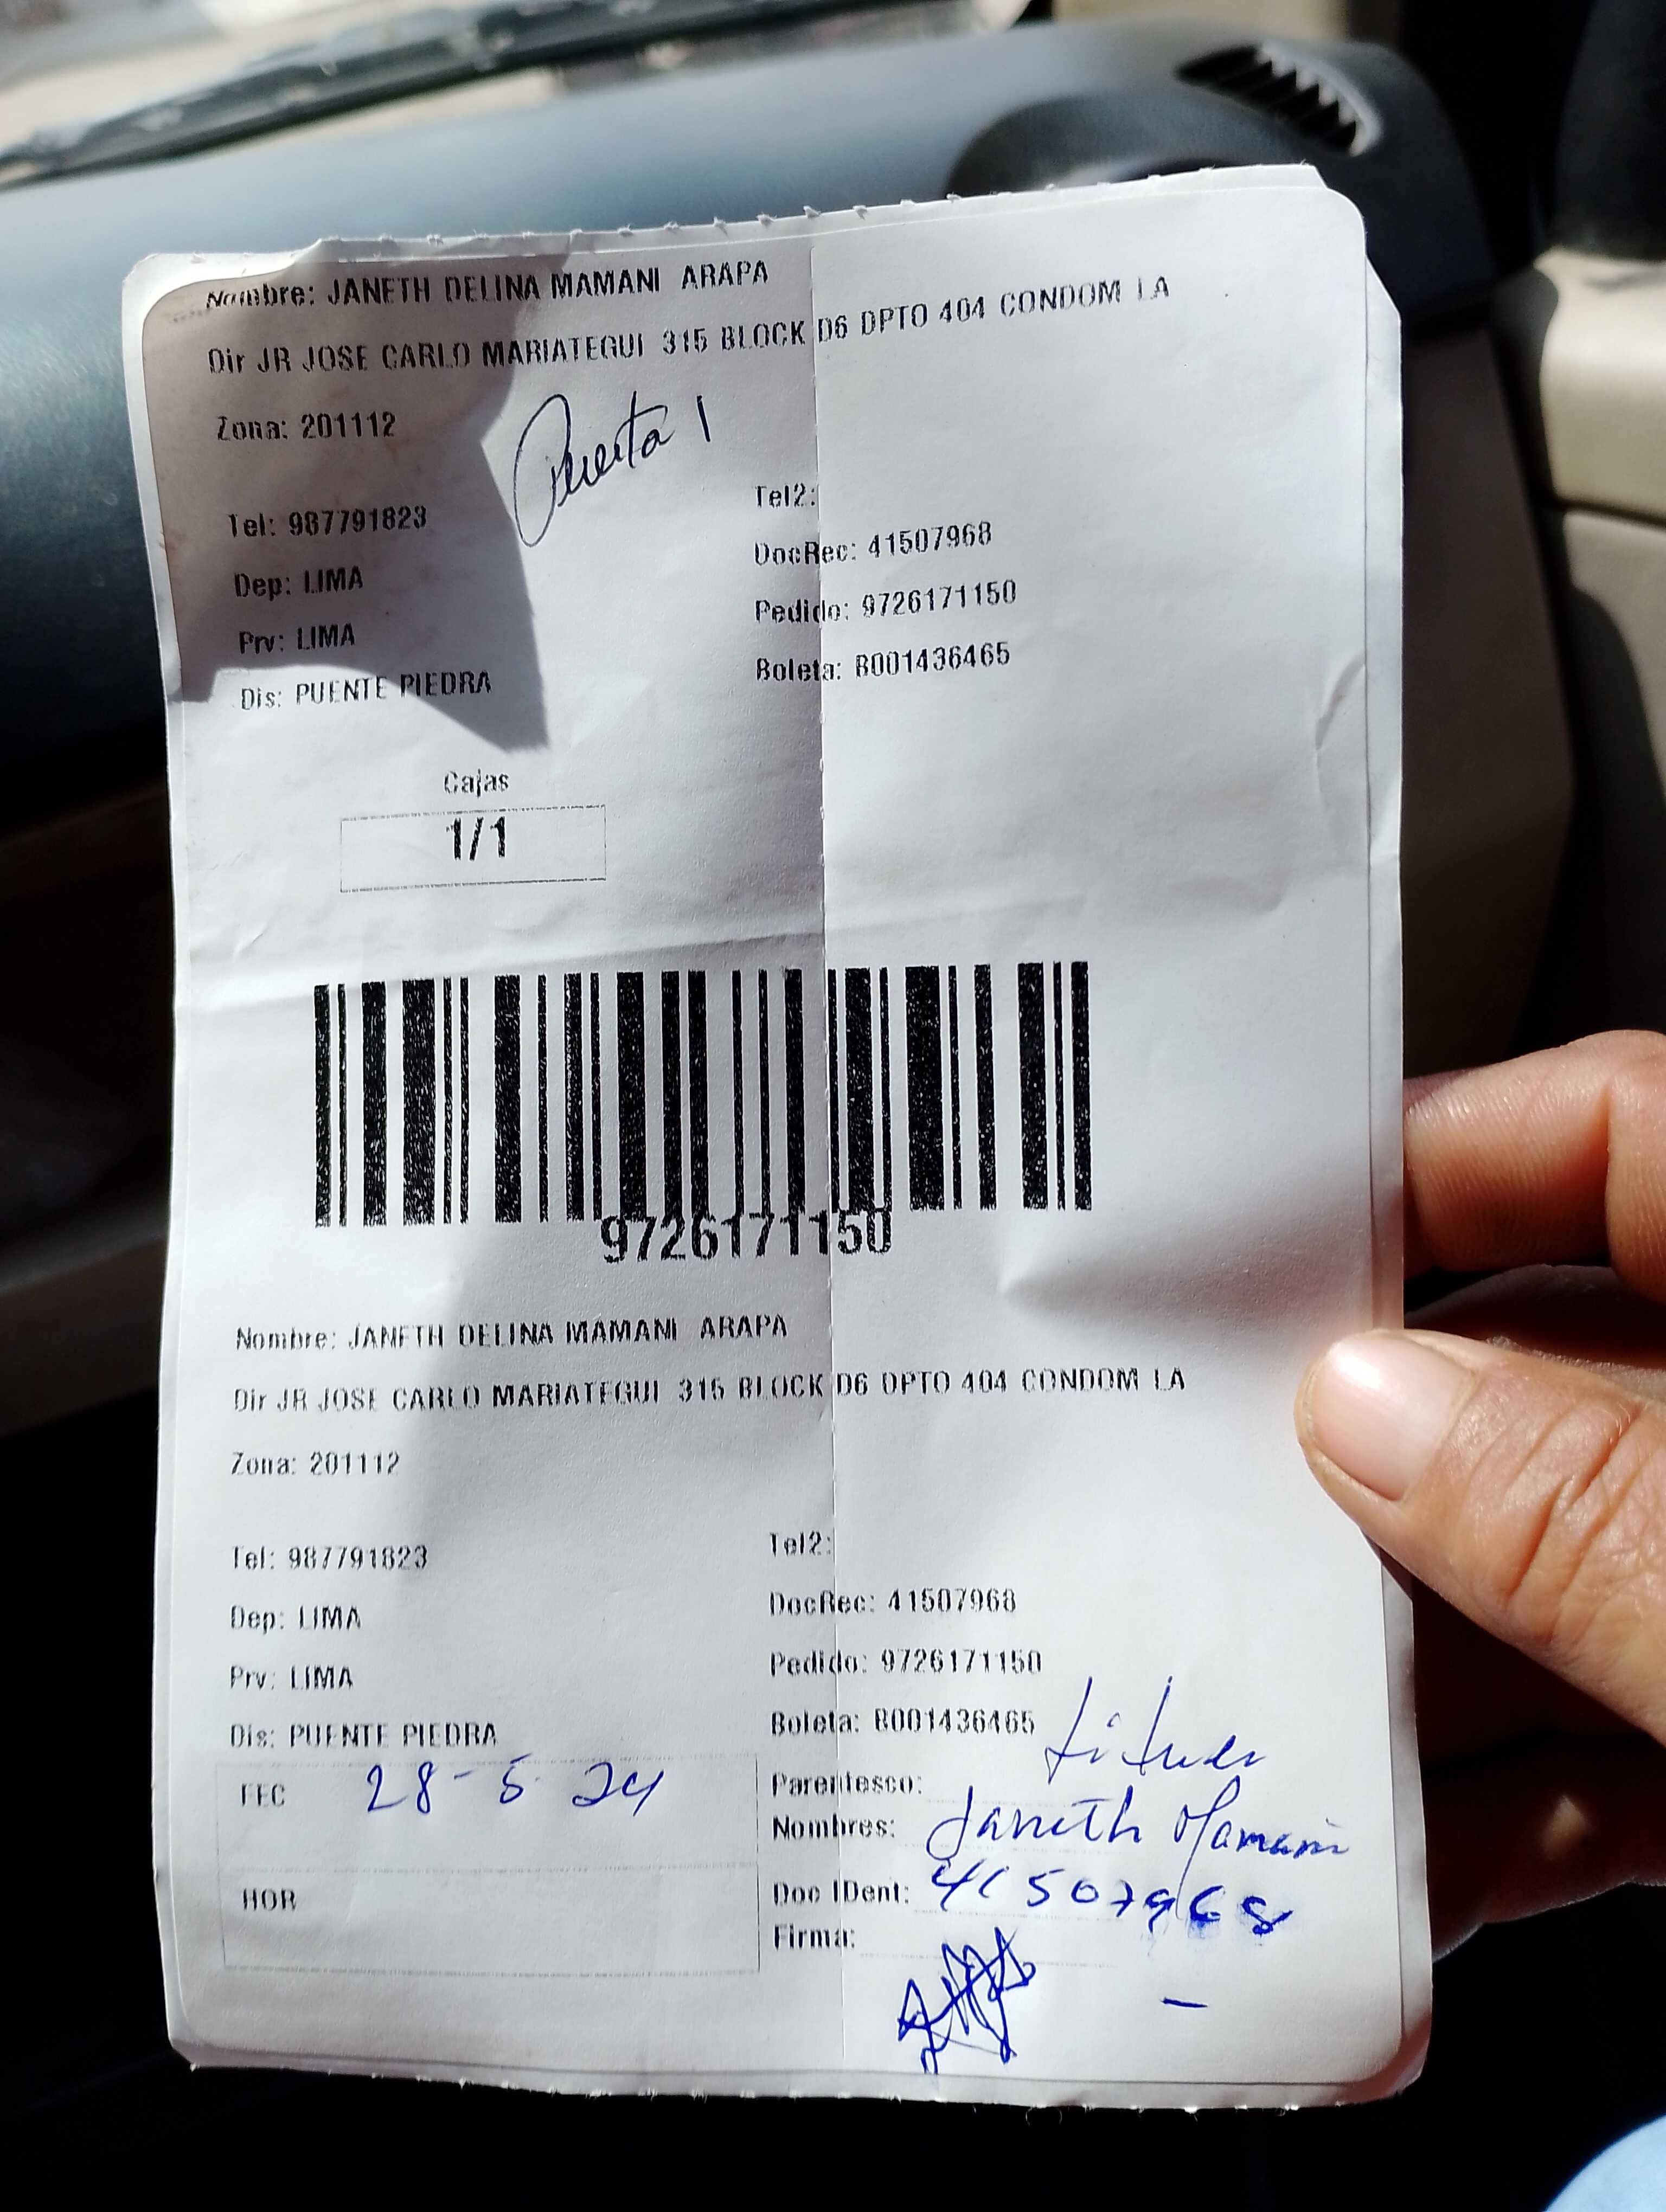 Nombre: JANETH DELINA MAMANI ARAPA
Dir JR JOSE CARLO MARIATEGUI 315 BLOCK D6 DPTO 404 CONDOM LA
Zona: 201112
Puerta 1
Tel: 987791823
Tel2:
Dep: LIMA
DocRec: 41507968
Prv: LIMA
Pedido: 9726171150
Dis: PUENTE PIEDRA
Boleta: B001436465
Cajas
1/1
9726171150
Nombre: JANETH DELINA MAMANI ARAPA
Dir JR JOSE CARLO MARIATEGUI 315 BLOCK D6 DPTO 404 CONDOM LA
Zona: 201112
Tel: 987791823
Tel2:
Dep: LIMA
DocRec: 41507968
Prv: LIMA
Pedido: 9726171150
Dis: PUENTE PIEDRA
Boleta: B001436465
FEC 28-5 24
HOR
Parentesco: titular
Nombres: Janeth Mamani
Doc IDent: 41507968
Firma: